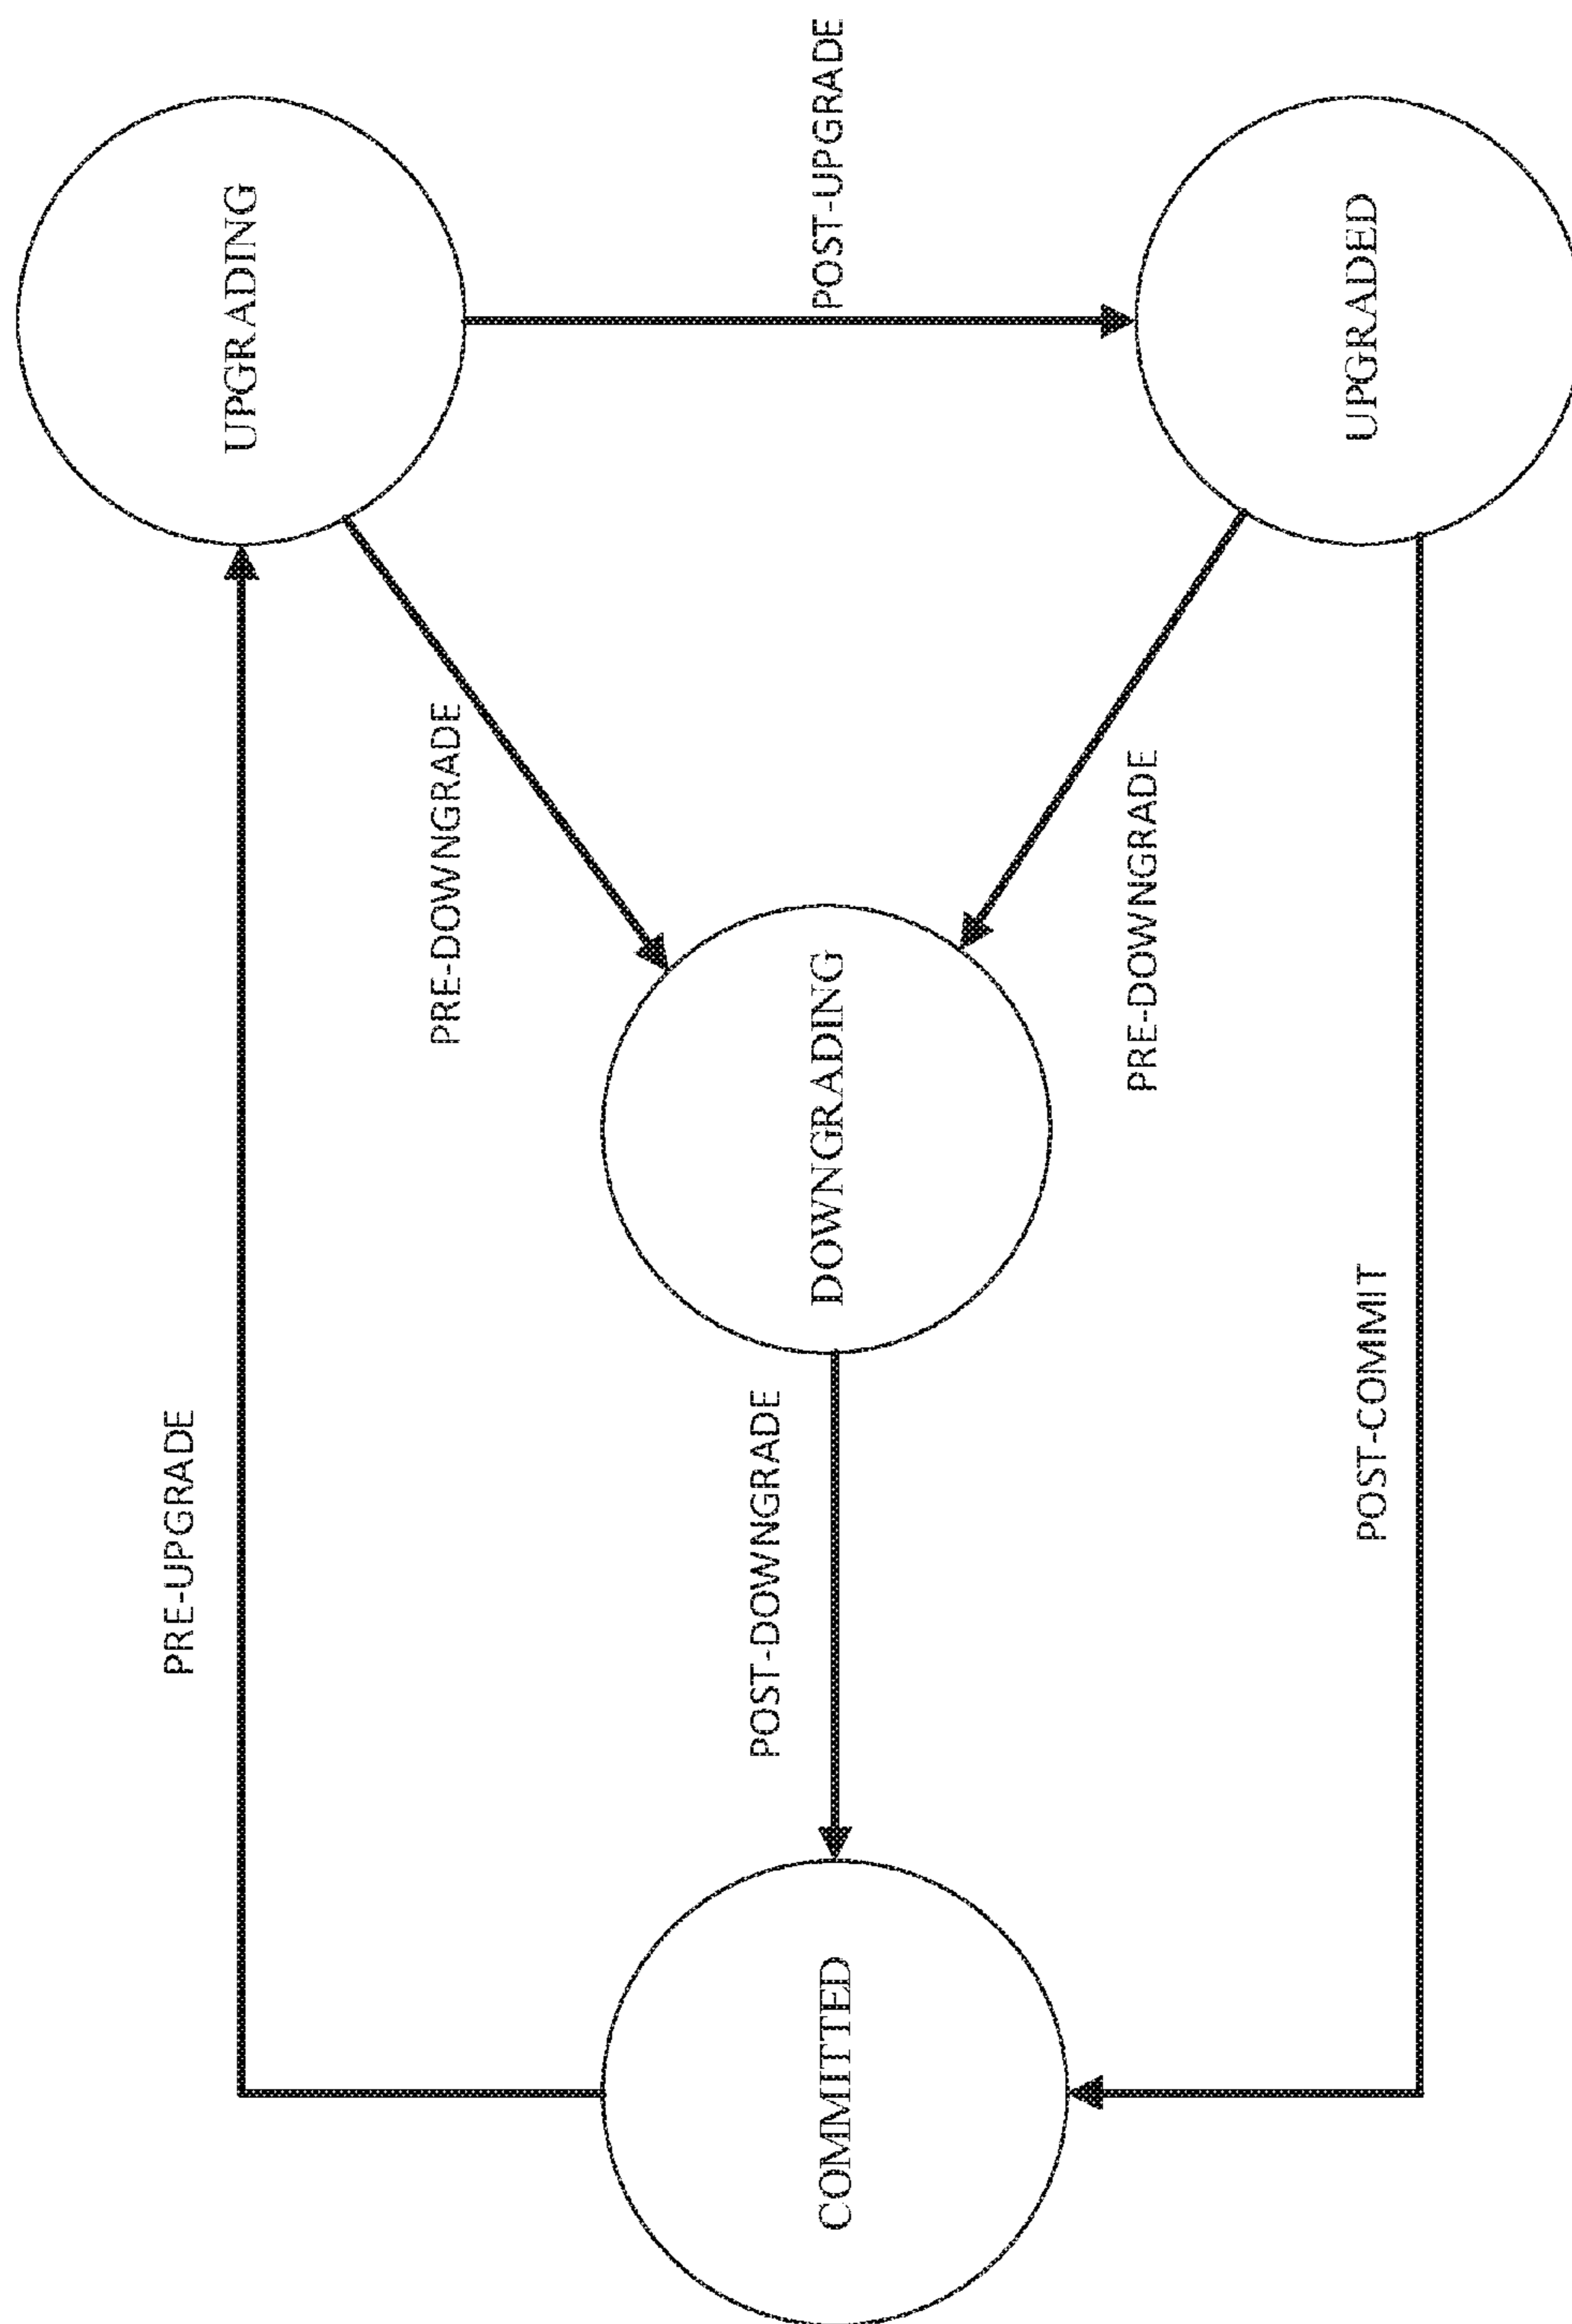 UPGRADING
POST-UPGRADE
UPGRADED
PRE-DOWNGRADE
PRE-DOWNGRADE
DOWNGRADING
PRE-UPGRADE
POST-DOWNGRADE
POST-COMMIT
COMMITTED